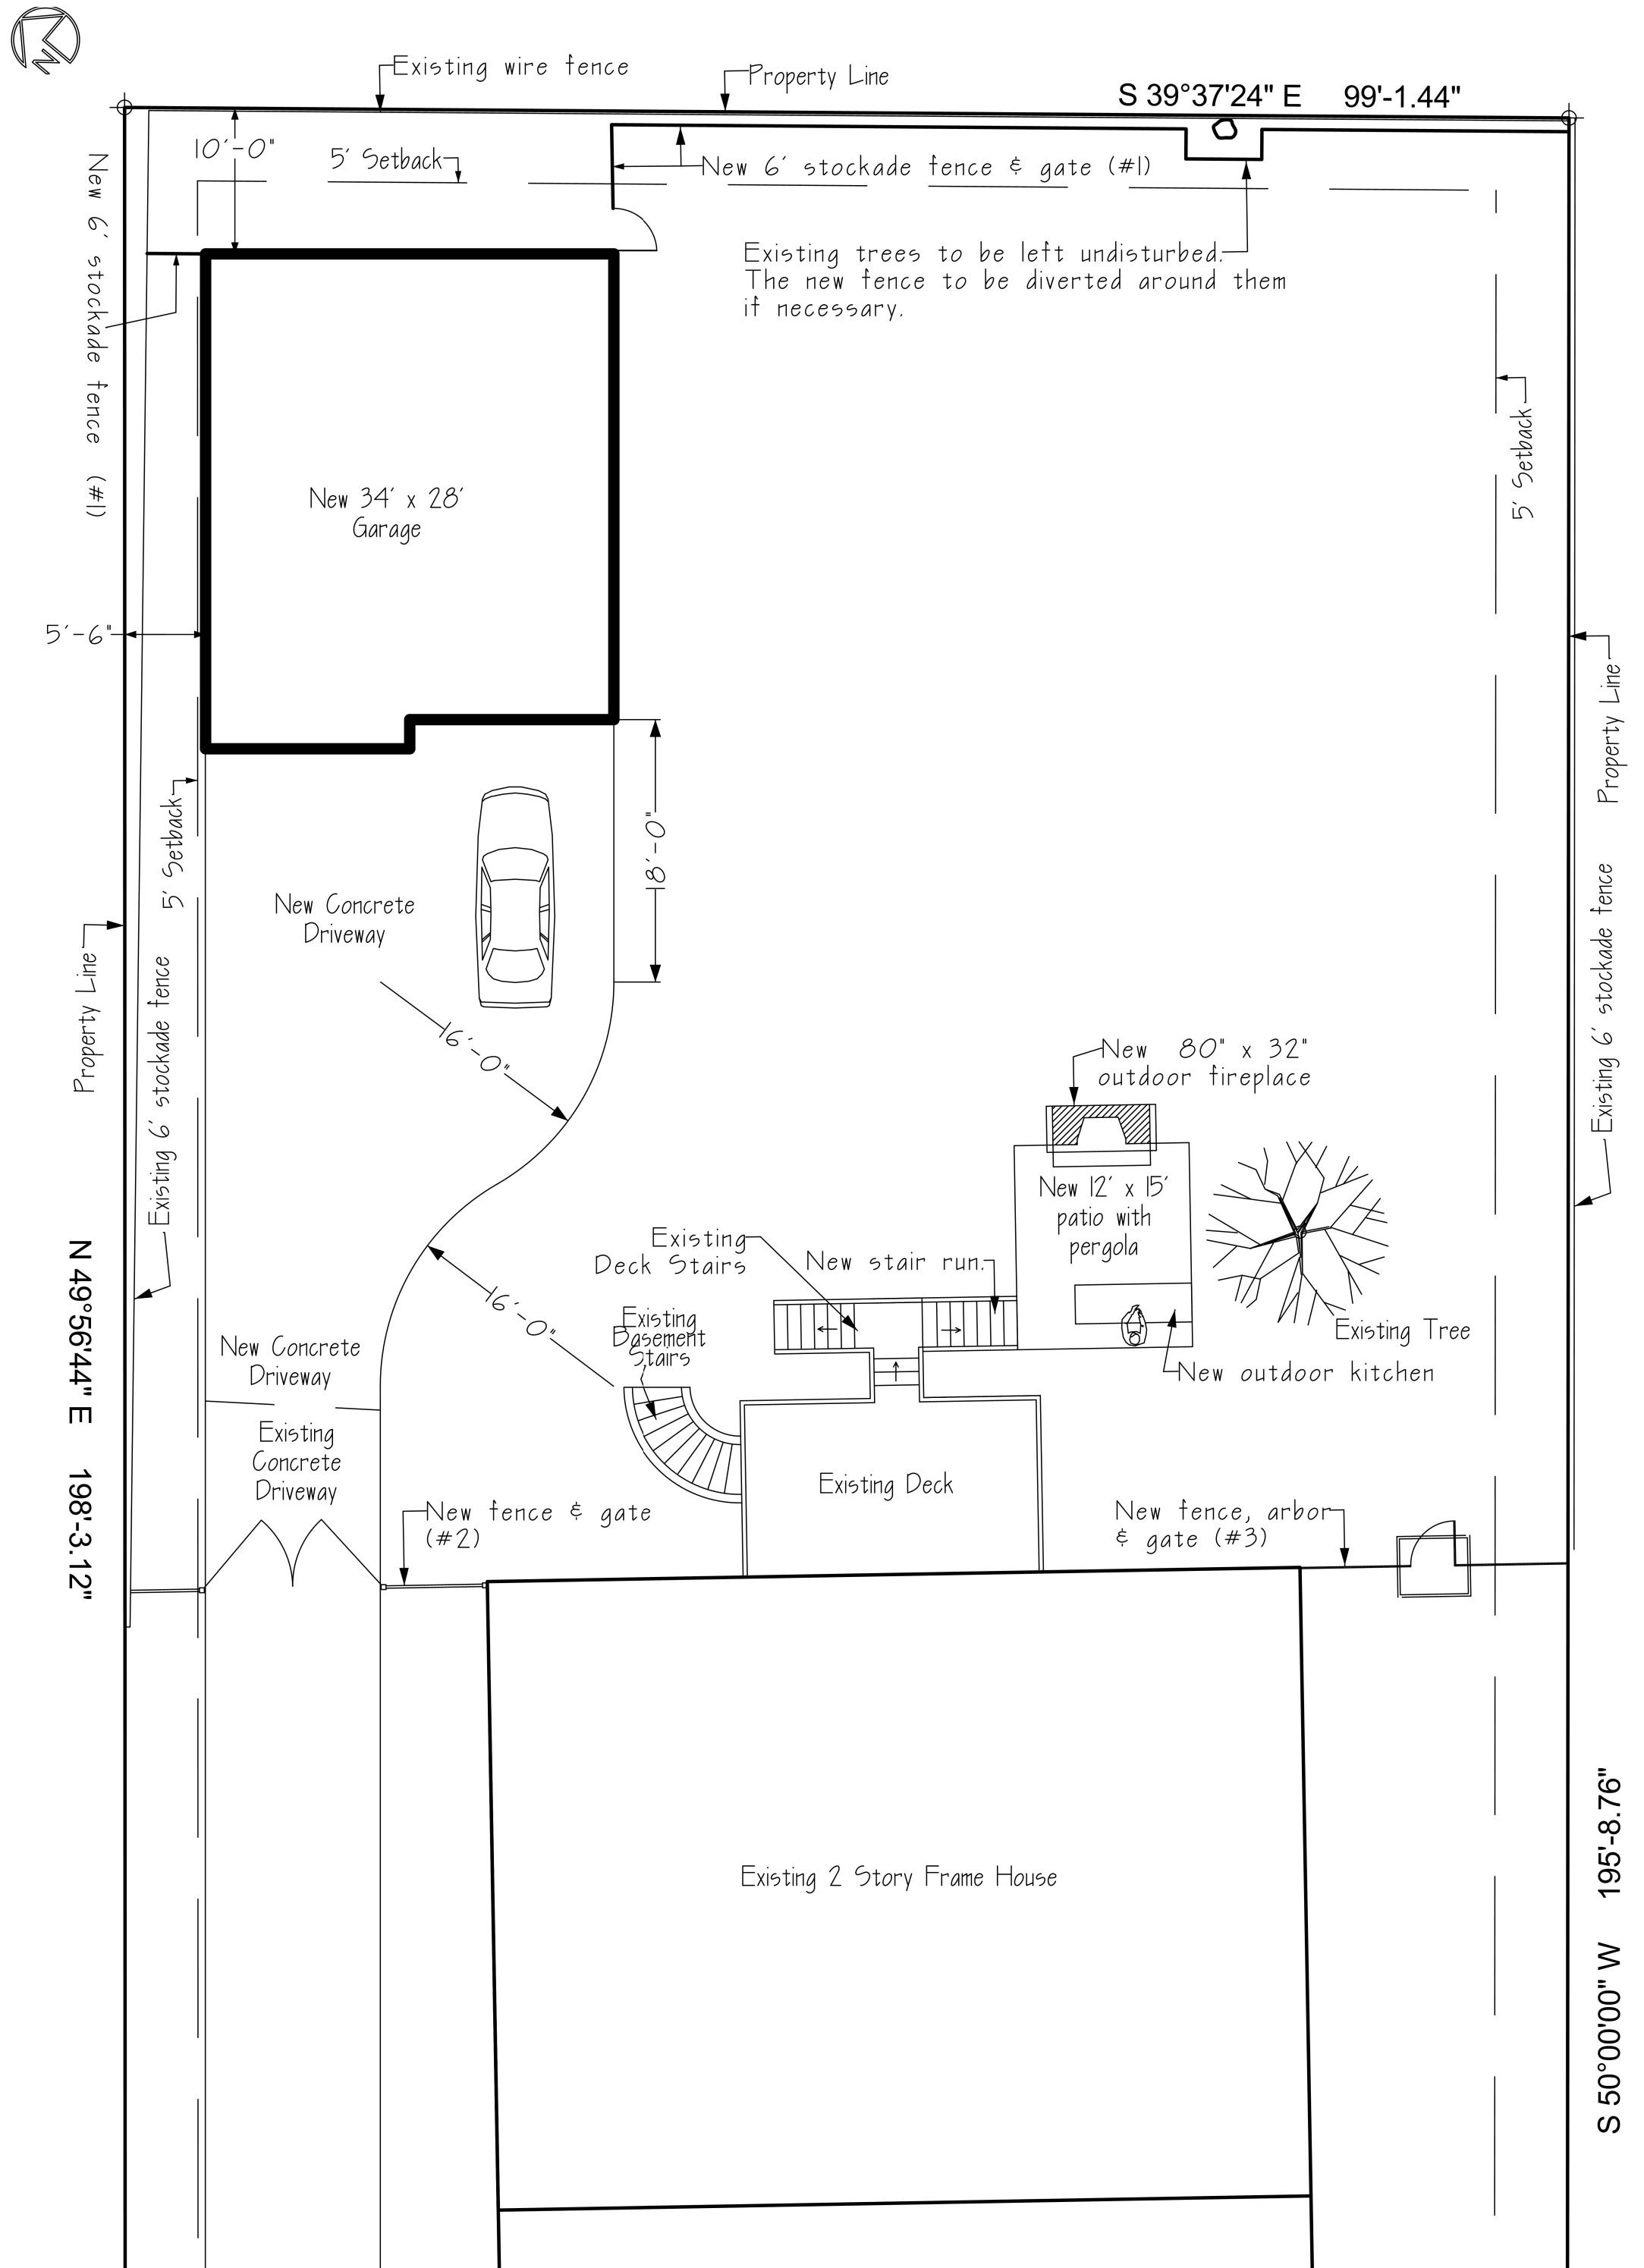 N
Existing wire fence
Property Line
S 39°37'24" E 99'-1.44"
10'-0"
5' Setback
New 6' stockade fence & gate (#1)
New 6' stockade fence (#1)
Existing trees to be left undisturbed.
The new fence to be diverted around them
if necessary.
5' Setback
New 34' x 28'
Garage
5'-6"
Property Line
5' Setback
18'-0"
New Concrete
Driveway
Existing 6' stockade fence
Property Line
Existing 6' stockade fence
16'-0"
New 80" x 32"
outdoor fireplace
New 12' x 15'
patio with
pergola
Existing
Deck Stairs
New stair run.
16'-0"
Existing
Basement
Stairs
Existing Tree
New outdoor kitchen
N 49°56'44" E 198'-3.12"
New Concrete
Driveway
Existing
Concrete
Driveway
Existing Deck
New fence & gate
(#2)
New fence, arbor
& gate (#3)
S 50°00'00" W 195'-8.76"
Existing 2 Story Frame House